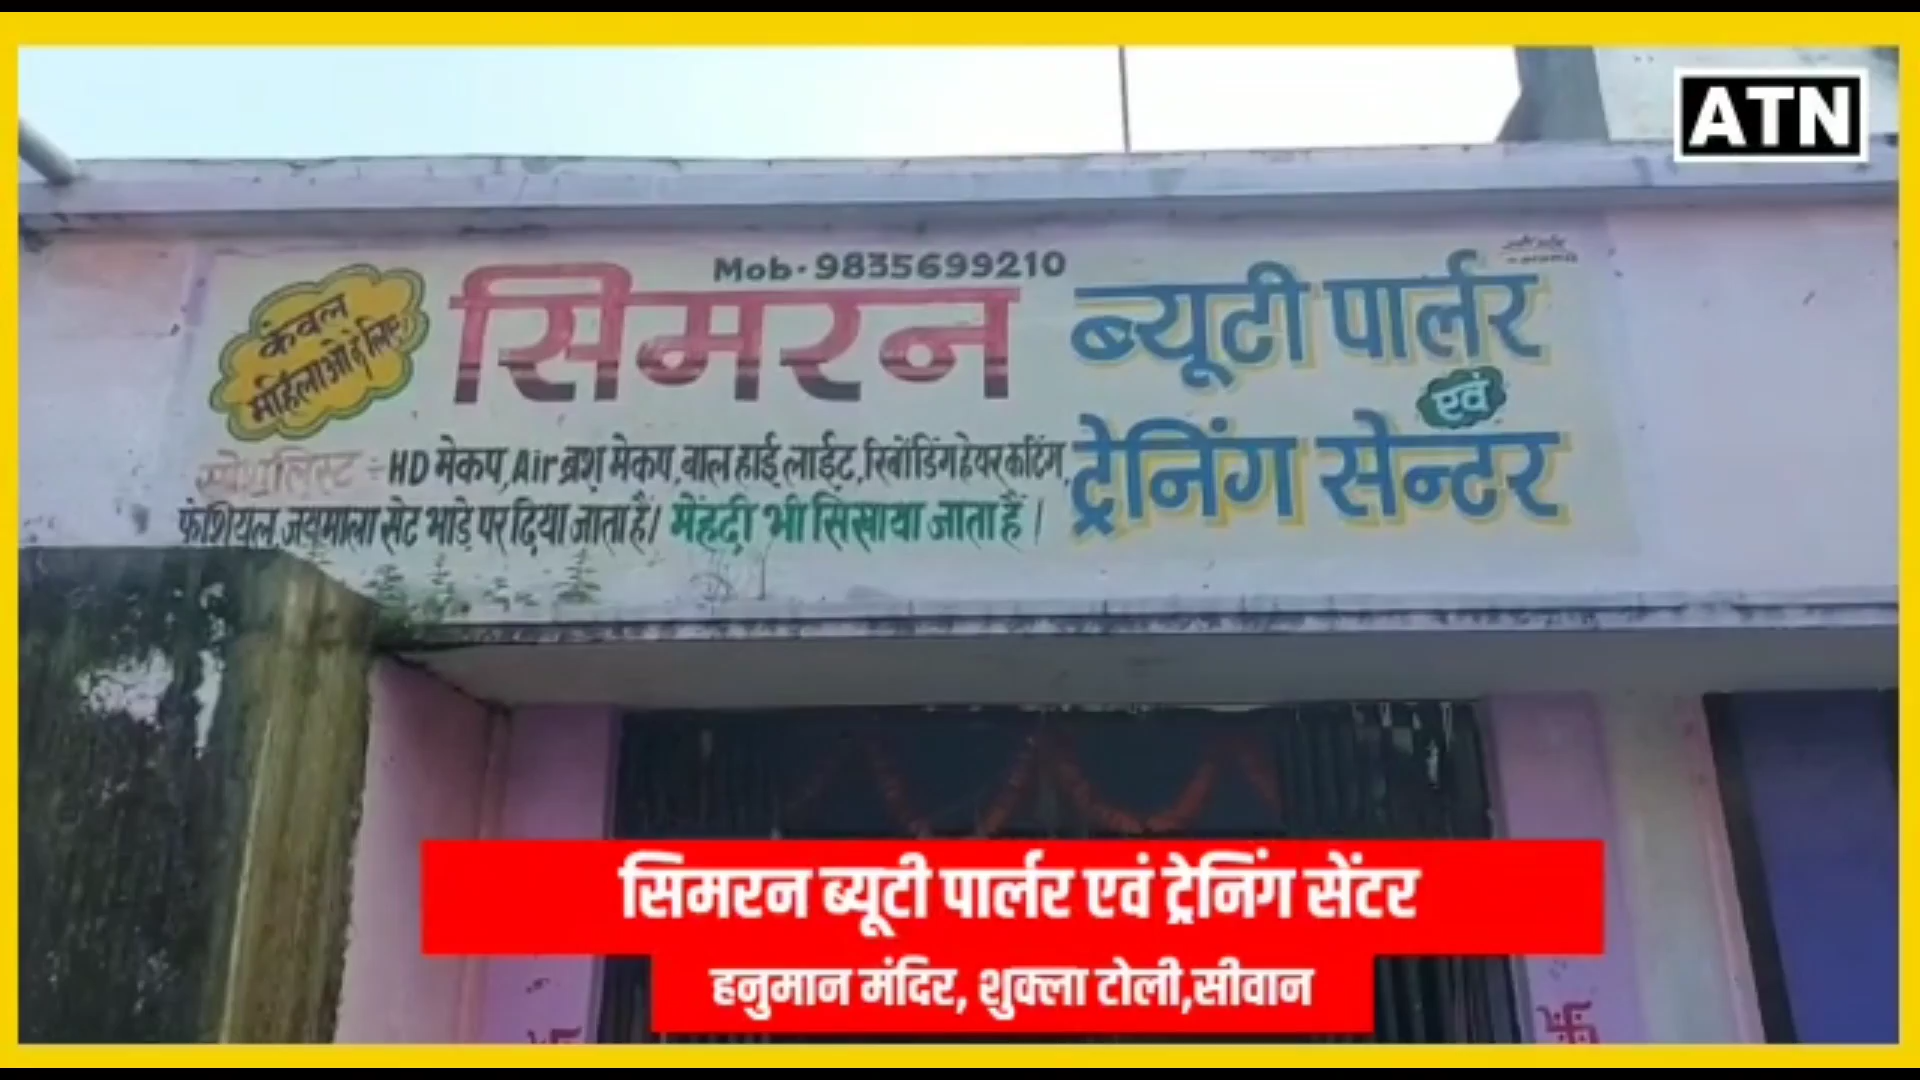 ATN
Mob-9835699210
केवल
महिलाओ के लिए
सिमरन
ब्यूटी पार्लर
एवं
ट्रेनिंग सेन्टर
स्पेशलिस्ट :- HD मेकप, Air ब्रश मेकप, बाल हाई लाईट, रिबोंडिंग हेयर कटिंग,
फेशियल जयमाला सेट भाड़े पर दिया जाता है। मेंहदी भी सिखाया जाता हैं।
सिमरन ब्यूटी पार्लर एवं ट्रेनिंग सेंटर
हनुमान मंदिर, शुक्ला टोली,सीवान